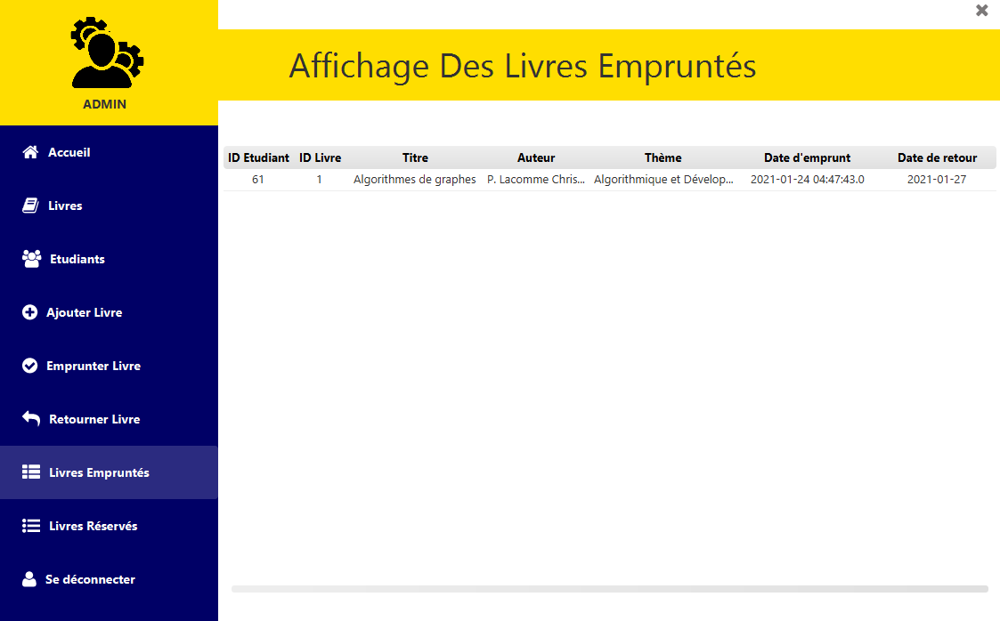 ADMIN
Accueil
Livres
Etudiants
Ajouter Livre
Emprunter Livre
Retourner Livre
Livres Empruntés
Livres Réservés
Se déconnecter
Affichage Des Livres Empruntés
ID Etudiant ID Livre Titre Auteur Thème Date d'emprunt Date de retour
61 1 Algorithmes de graphes P. Lacomme Chris... Algorithmique et Dévelop... 2021-01-24 04:47:43.0 2021-01-27